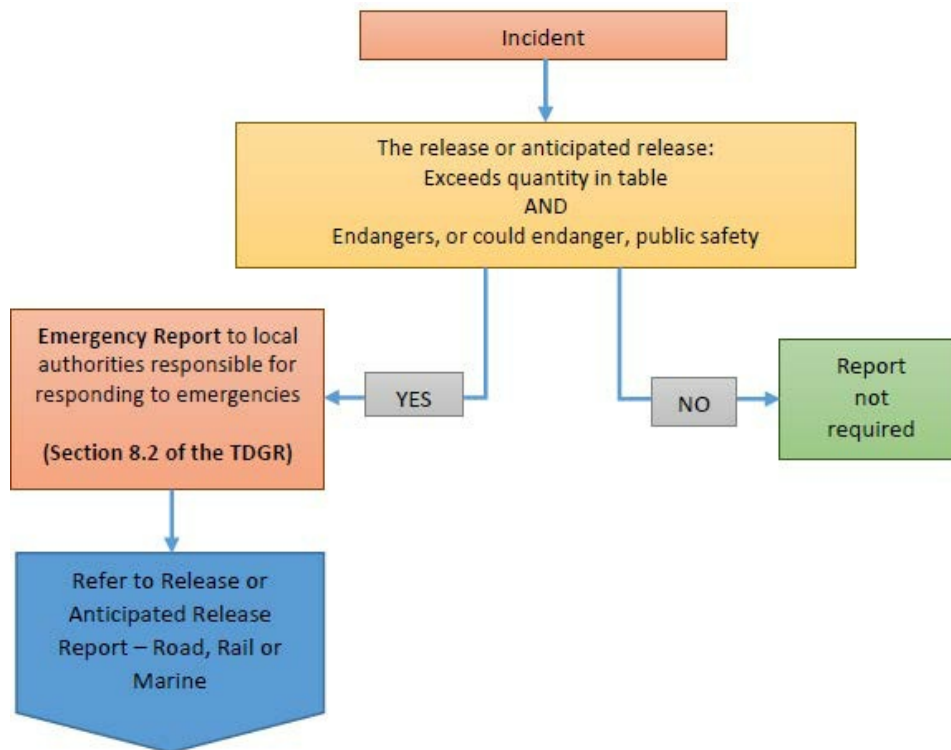 Incident
The release or anticipated release:
Exceeds quantity in table
AND
Endangers, or could endanger, public safety
Emergency Report to local
authorities responsible for
responding to emergencies
(Section 8.2 of the TDGR)
YES
NO
Report
not
required
Refer to Release or
Anticipated Release
Report – Road, Rail or
Marine